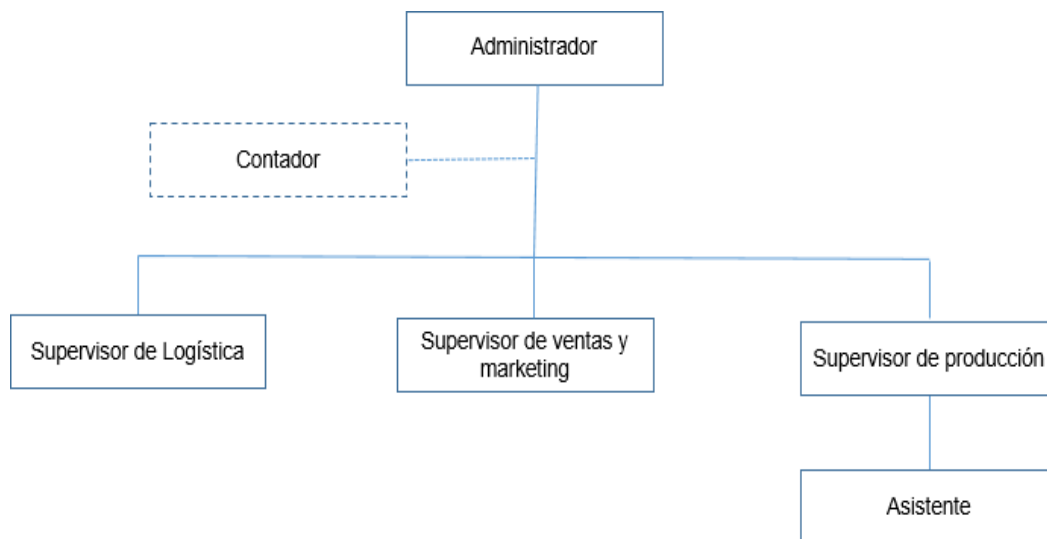 Administrador
Contador
Supervisor de Logística
Supervisor de ventas y
marketing
Supervisor de producción
Asistente